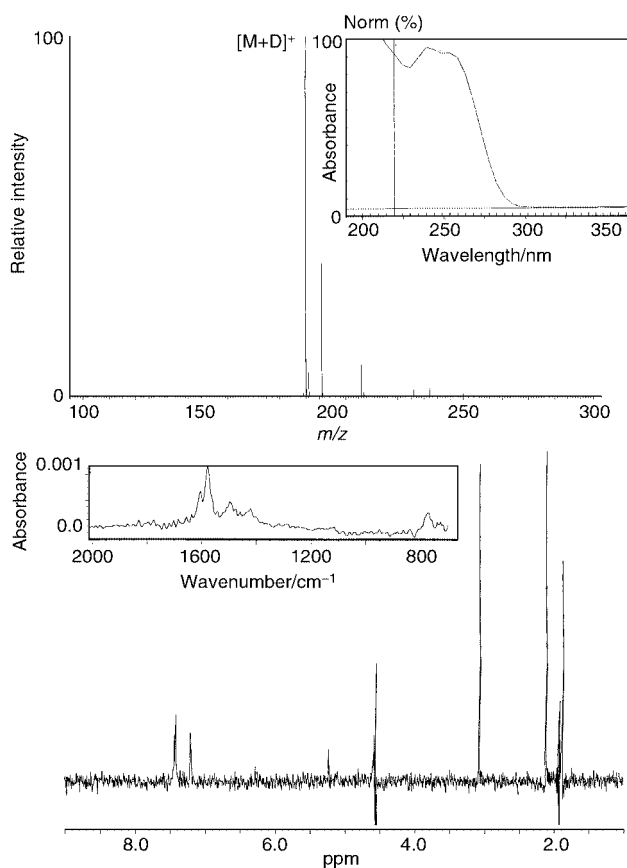 Norm (%)
[M+D]⁺
100
100
Absorbance
0
200
250
300
350
Wavelength/nm
Relative intensity
0
100
150
200
250
300
m/z
0.001
Absorbance
0.0
2000
1600
1200
800
Wavenumber/cm⁻¹
8.0
6.0
4.0
2.0
ppm